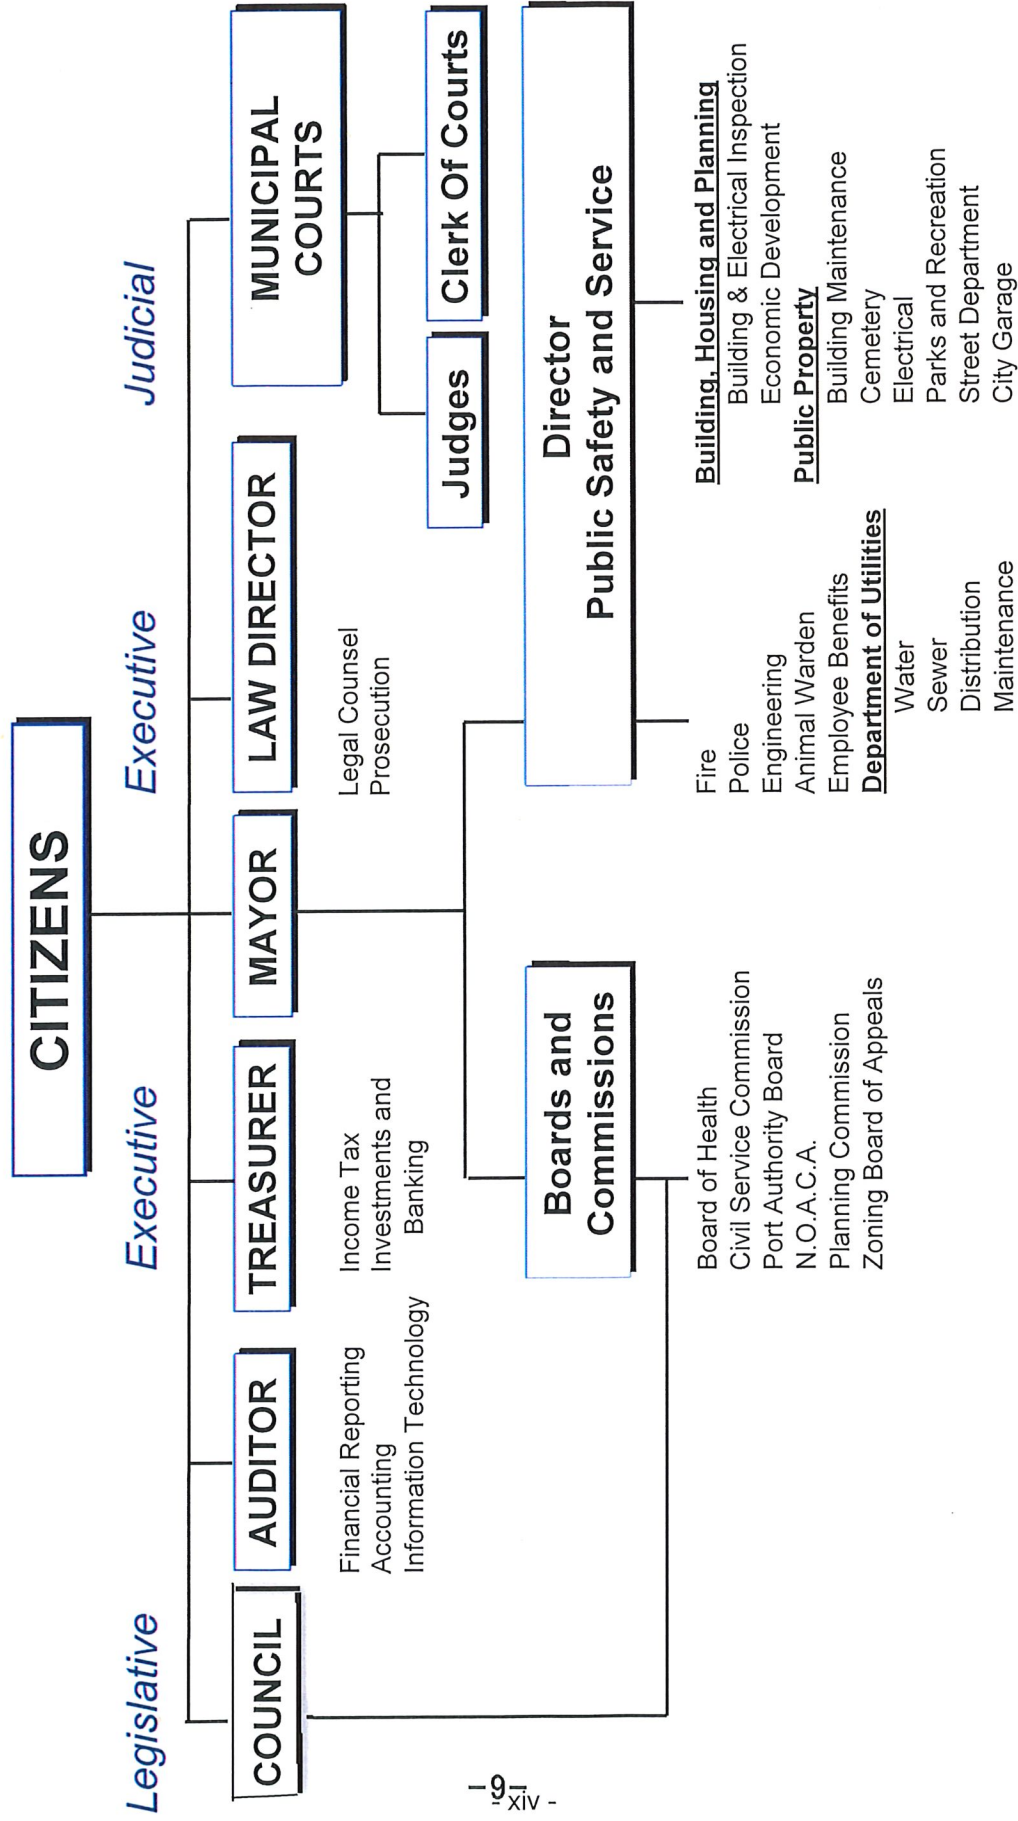 CITIZENS
Legislative
Executive
Executive
Judicial
COUNCIL
AUDITOR
TREASURER
MAYOR
LAW DIRECTOR
MUNICIPAL
COURTS
Financial Reporting
Accounting
Information Technology
Income Tax
Investments and
Banking
Legal Counsel
Prosecution
Judges
Clerk Of Courts
Boards and
Commissions
Director
Public Safety and Service
Board of Health
Civil Service Commission
Port Authority Board
N.O.A.C.A.
Planning Commission
Zoning Board of Appeals
Fire
Police
Engineering
Animal Warden
Employee Benefits
Department of Utilities
Water
Sewer
Distribution
Maintenance
Building, Housing and Planning
Building & Electrical Inspection
Economic Development
Public Property
Building Maintenance
Cemetery
Electrical
Parks and Recreation
Street Department
City Garage
-9-
- xiv -